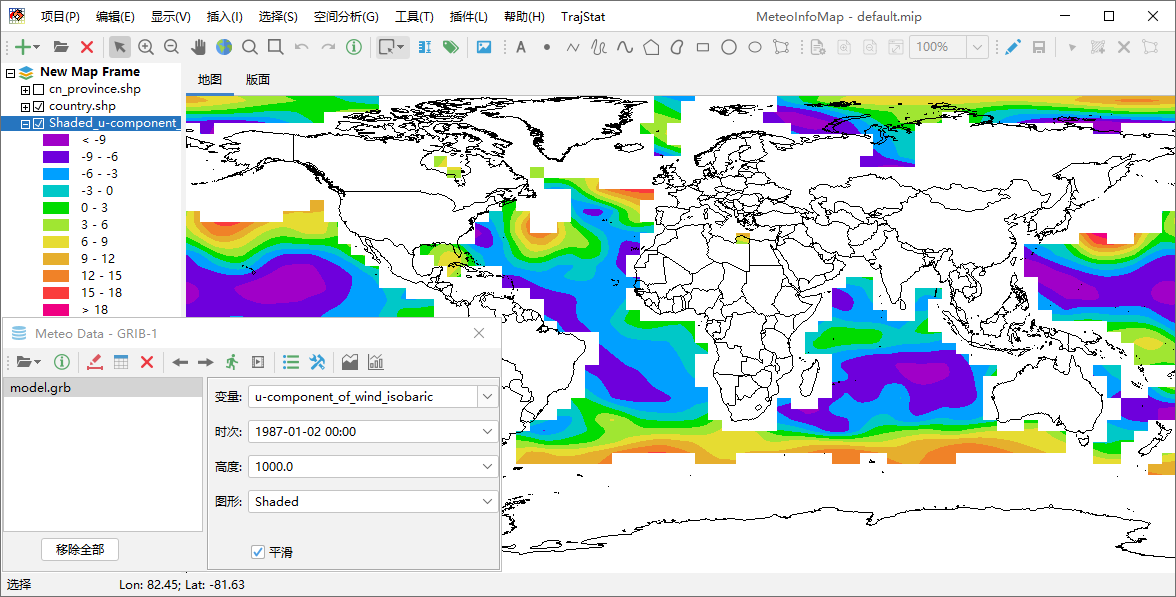 项目(P) 编辑(E) 显示(V) 插入(I) 选择(S) 空间分析(G) 工具(T) 插件(L) 帮助(H) TrajStat MeteoInfoMap - default.mip
A 100%
New Map Frame
cn_province.shp
country.shp
Shaded_u-component_
< -9
-9 - -6
-6 - -3
-3 - 0
0 - 3
3 - 6
6 - 9
9 - 12
12 - 15
15 - 18
> 18
地图 版面
Meteo Data - GRIB-1
model.grb
变量: u-component_of_wind_isobaric
时次: 1987-01-02 00:00
高度: 1000.0
图形: Shaded
平滑
移除全部
选择 Lon: 82.45; Lat: -81.63